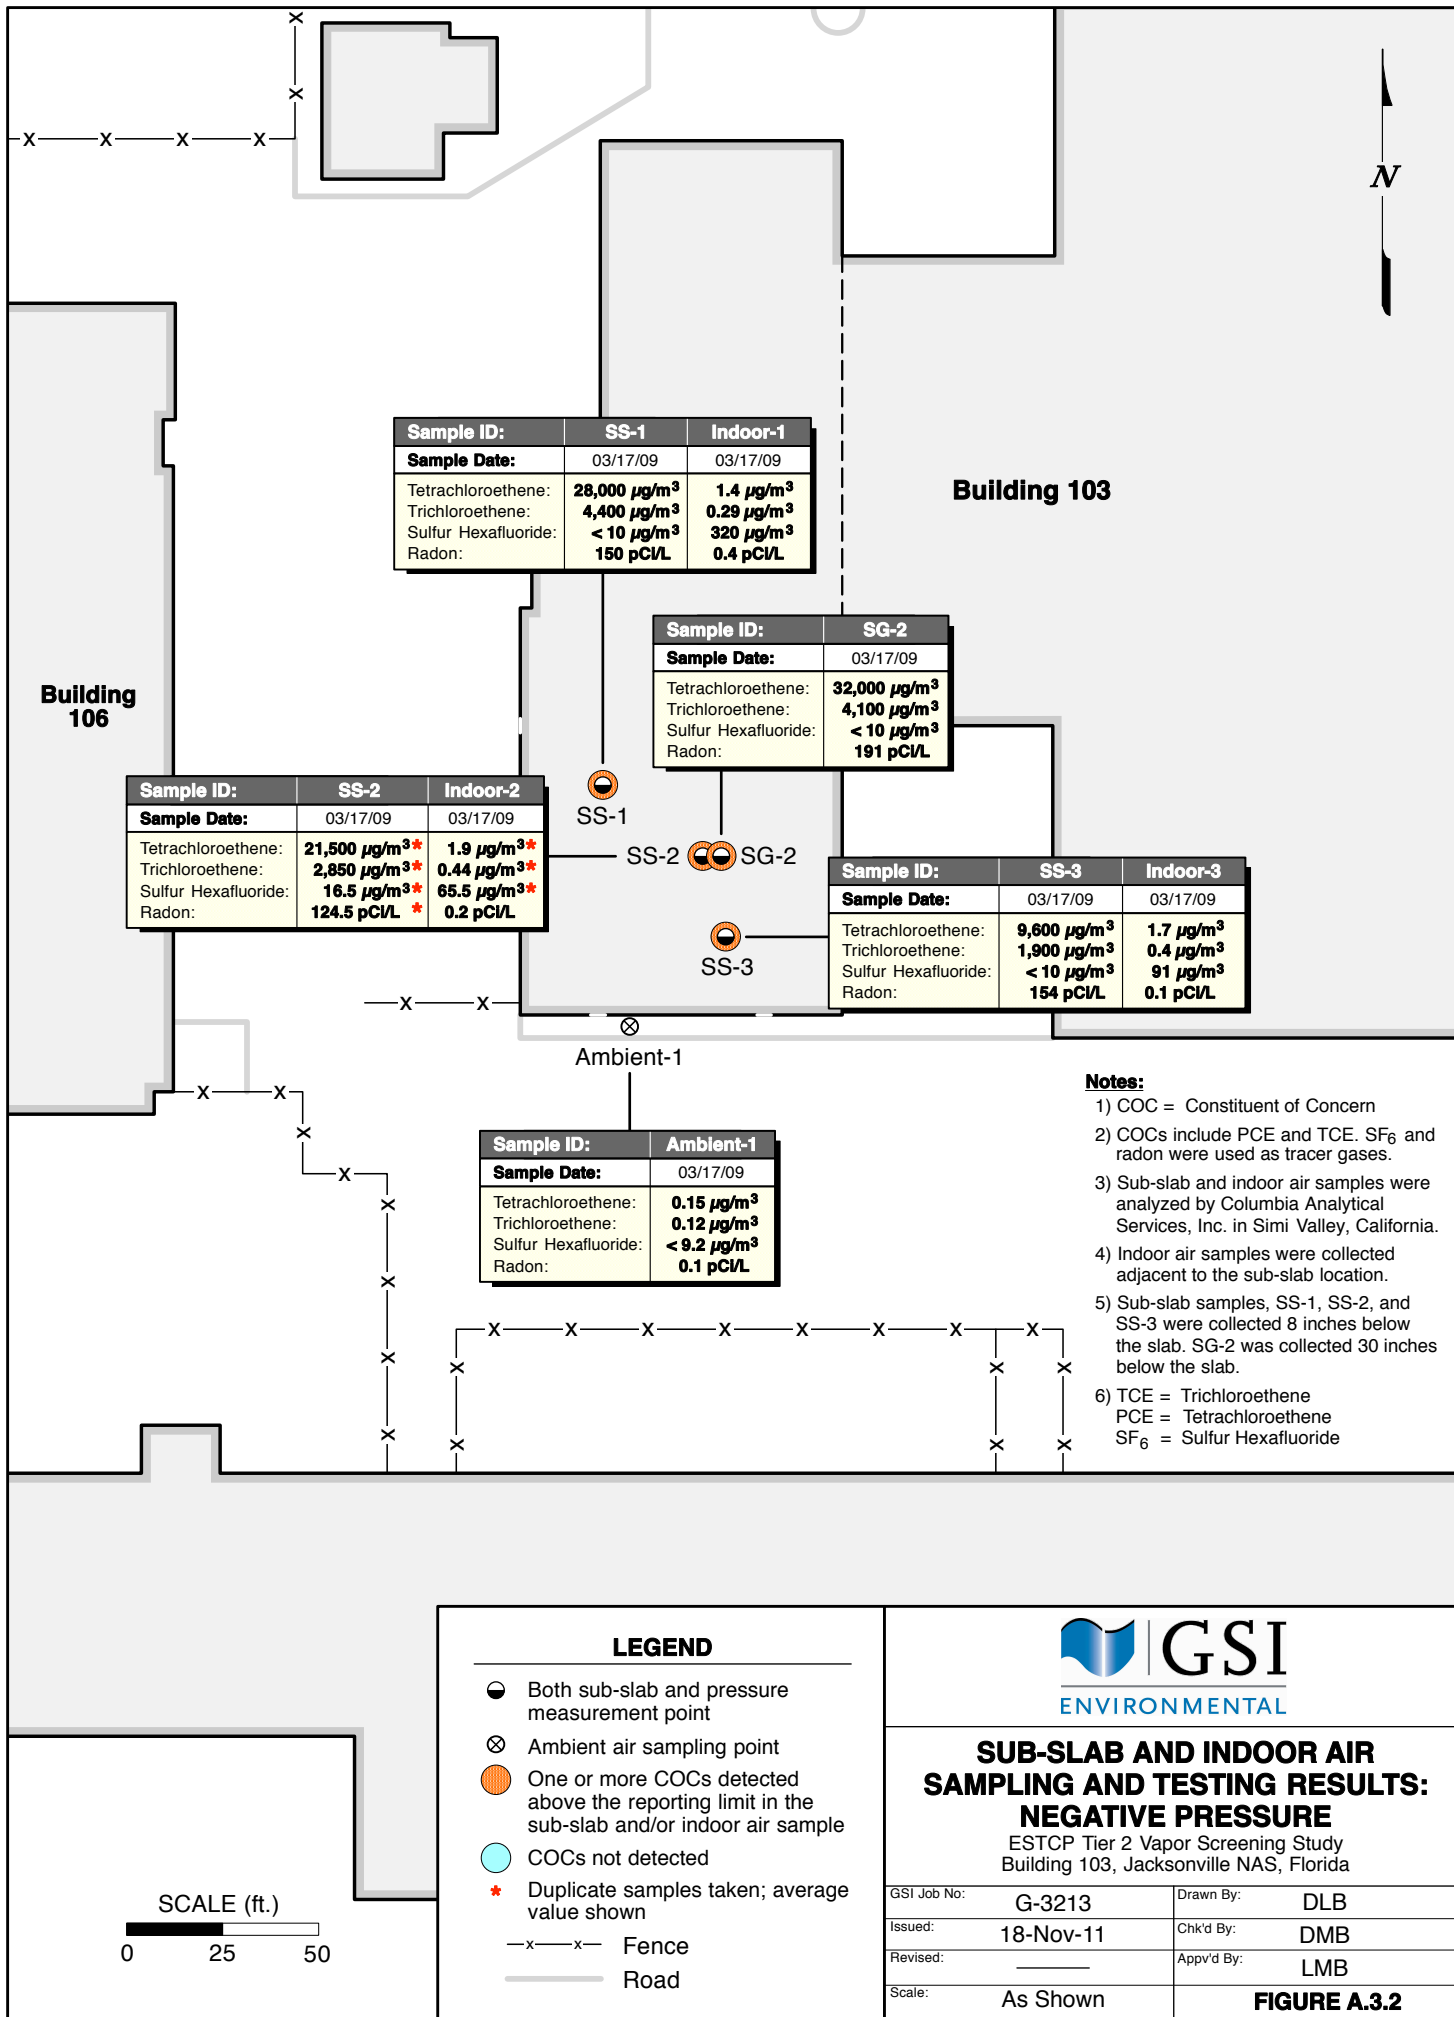 N
Sample ID: SS-1 Indoor-1
Sample Date: 03/17/09 03/17/09
Tetrachloroethene: 28,000 µg/m³ 1.4 µg/m³
Trichloroethene: 4,400 µg/m³ 0.29 µg/m³
Sulfur Hexafluoride: < 10 µg/m³ 320 µg/m³
Radon: 150 pCi/L 0.4 pCi/L
Building 103
Sample ID: SG-2
Sample Date: 03/17/09
Tetrachloroethene: 32,000 µg/m³
Trichloroethene: 4,100 µg/m³
Sulfur Hexafluoride: < 10 µg/m³
Radon: 191 pCi/L
Building
106
Sample ID: SS-2 Indoor-2
Sample Date: 03/17/09 03/17/09
Tetrachloroethene: 21,500 µg/m³* 1.9 µg/m³*
Trichloroethene: 2,850 µg/m³* 0.44 µg/m³*
Sulfur Hexafluoride: 16.5 µg/m³* 65.5 µg/m³*
Radon: 124.5 pCi/L * 0.2 pCi/L
SS-1
SS-2 SG-2
SS-3
Sample ID: SS-3 Indoor-3
Sample Date: 03/17/09 03/17/09
Tetrachloroethene: 9,600 µg/m³ 1.7 µg/m³
Trichloroethene: 1,900 µg/m³ 0.4 µg/m³
Sulfur Hexafluoride: < 10 µg/m³ 91 µg/m³
Radon: 154 pCi/L 0.1 pCi/L
Ambient-1
Sample ID: Ambient-1
Sample Date: 03/17/09
Tetrachloroethene: 0.15 µg/m³
Trichloroethene: 0.12 µg/m³
Sulfur Hexafluoride: < 9.2 µg/m³
Radon: 0.1 pCi/L
Notes:
1) COC = Constituent of Concern
2) COCs include PCE and TCE. SF₆ and
radon were used as tracer gases.
3) Sub-slab and indoor air samples were
analyzed by Columbia Analytical
Services, Inc. in Simi Valley, California.
4) Indoor air samples were collected
adjacent to the sub-slab location.
5) Sub-slab samples, SS-1, SS-2, and
SS-3 were collected 8 inches below
the slab. SG-2 was collected 30 inches
below the slab.
6) TCE = Trichloroethene
PCE = Tetrachloroethene
SF₆ = Sulfur Hexafluoride
SCALE (ft.)
0 25 50
LEGEND
Both sub-slab and pressure
measurement point
Ambient air sampling point
One or more COCs detected
above the reporting limit in the
sub-slab and/or indoor air sample
COCs not detected
* Duplicate samples taken; average
value shown
x x Fence
Road
GSI
ENVIRONMENTAL
SUB-SLAB AND INDOOR AIR
SAMPLING AND TESTING RESULTS:
NEGATIVE PRESSURE
ESTCP Tier 2 Vapor Screening Study
Building 103, Jacksonville NAS, Florida
GSI Job No: G-3213 Drawn By: DLB
Issued: 18-Nov-11 Chk'd By: DMB
Revised: Appv'd By: LMB
Scale: As Shown FIGURE A.3.2